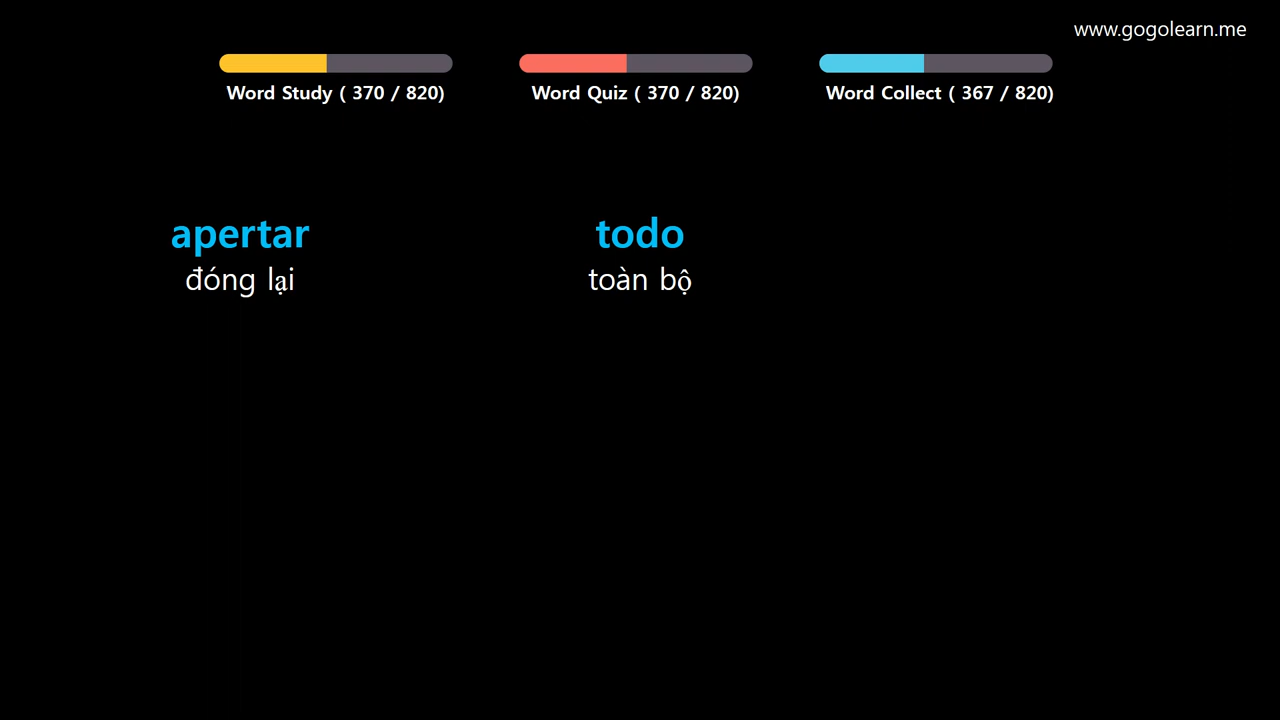 www.gogolearn.me
Word Study ( 370 / 820)
Word Quiz ( 370 / 820)
Word Collect ( 367 / 820)
apertar
đóng lại
todo
toàn bộ